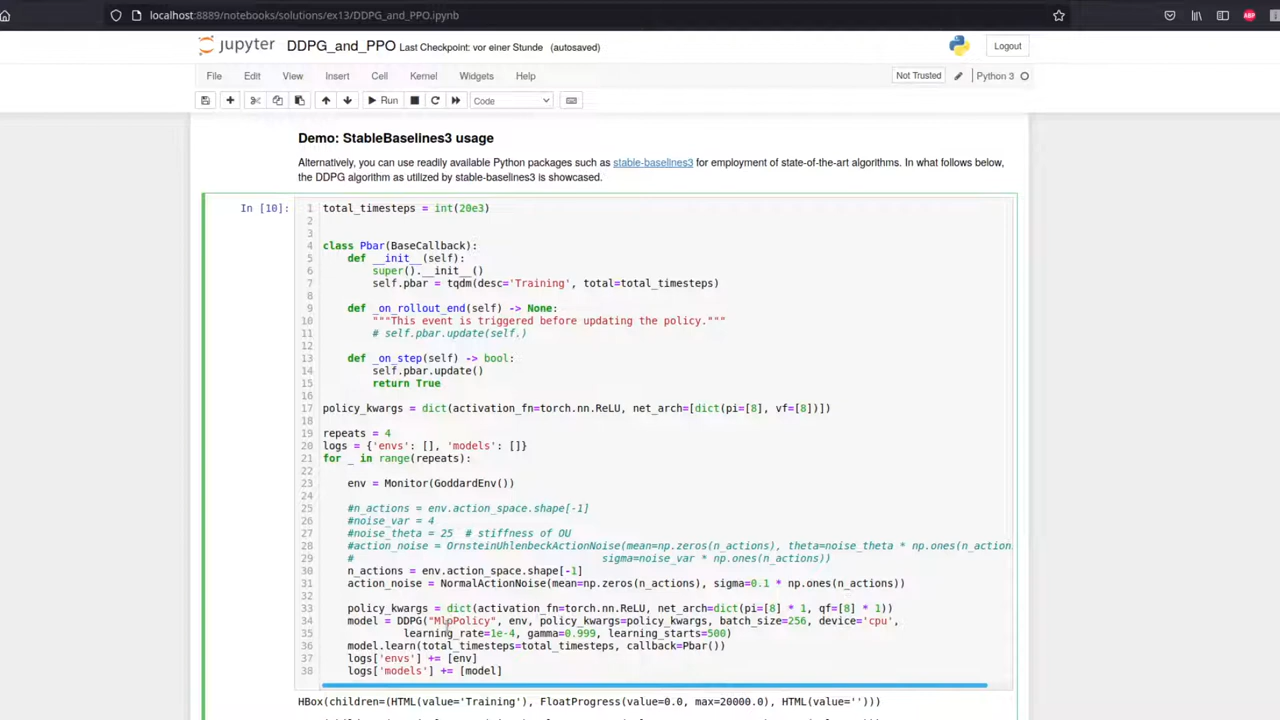 localhost:8889/notebooks/solutions/ex13/DDPG_and_PPO.ipynb
ABP
jupyter DDPG_and_PPO Last Checkpoint: vor einer Stunde (autosaved)
Logout
File Edit View Insert Cell Kernel Widgets Help
Not Trusted Python 3
Run Code
Demo: StableBaselines3 usage
Alternatively, you can use readily available Python packages such as stable-baselines3 for employment of state-of-the-art algorithms. In what follows below,
the DDPG algorithm as utilized by stable-baselines3 is showcased.
In [10]:
1 total_timesteps = int(20e3)
2
3
4 class Pbar(BaseCallback):
5     def __init__(self):
6         super().__init__()
7         self.pbar = tqdm(desc='Training', total=total_timesteps)
8
9     def _on_rollout_end(self) -> None:
10         """This event is triggered before updating the policy."""
11         # self.pbar.update(self.)
12
13     def _on_step(self) -> bool:
14         self.pbar.update()
15         return True
16
17 policy_kwargs = dict(activation_fn=torch.nn.ReLU, net_arch=[dict(pi=[8], vf=[8])])
18
19 repeats = 4
20 logs = {'envs': [], 'models': []}
21 for _ in range(repeats):
22
23     env = Monitor(GoddardEnv())
24
25     #n_actions = env.action_space.shape[-1]
26     #noise_var = 4
27     #noise_theta = 25  # stiffness of OU
28     #action_noise = OrnsteinUhlenbeckActionNoise(mean=np.zeros(n_actions), theta=noise_theta * np.ones(n_action
29     #                                         sigma=noise_var * np.ones(n_actions))
30     n_actions = env.action_space.shape[-1]
31     action_noise = NormalActionNoise(mean=np.zeros(n_actions), sigma=0.1 * np.ones(n_actions))
32
33     policy_kwargs = dict(activation_fn=torch.nn.ReLU, net_arch=dict(pi=[8] * 1, qf=[8] * 1))
34     model = DDPG("MlpPolicy", env, policy_kwargs=policy_kwargs, batch_size=256, device='cpu',
35              learning_rate=1e-4, gamma=0.999, learning_starts=500)
36     model.learn(total_timesteps=total_timesteps, callback=Pbar())
37     logs['envs'] += [env]
38     logs['models'] += [model]
HBox(children=(HTML(value='Training'), FloatProgress(value=0.0, max=20000.0), HTML(value='')))